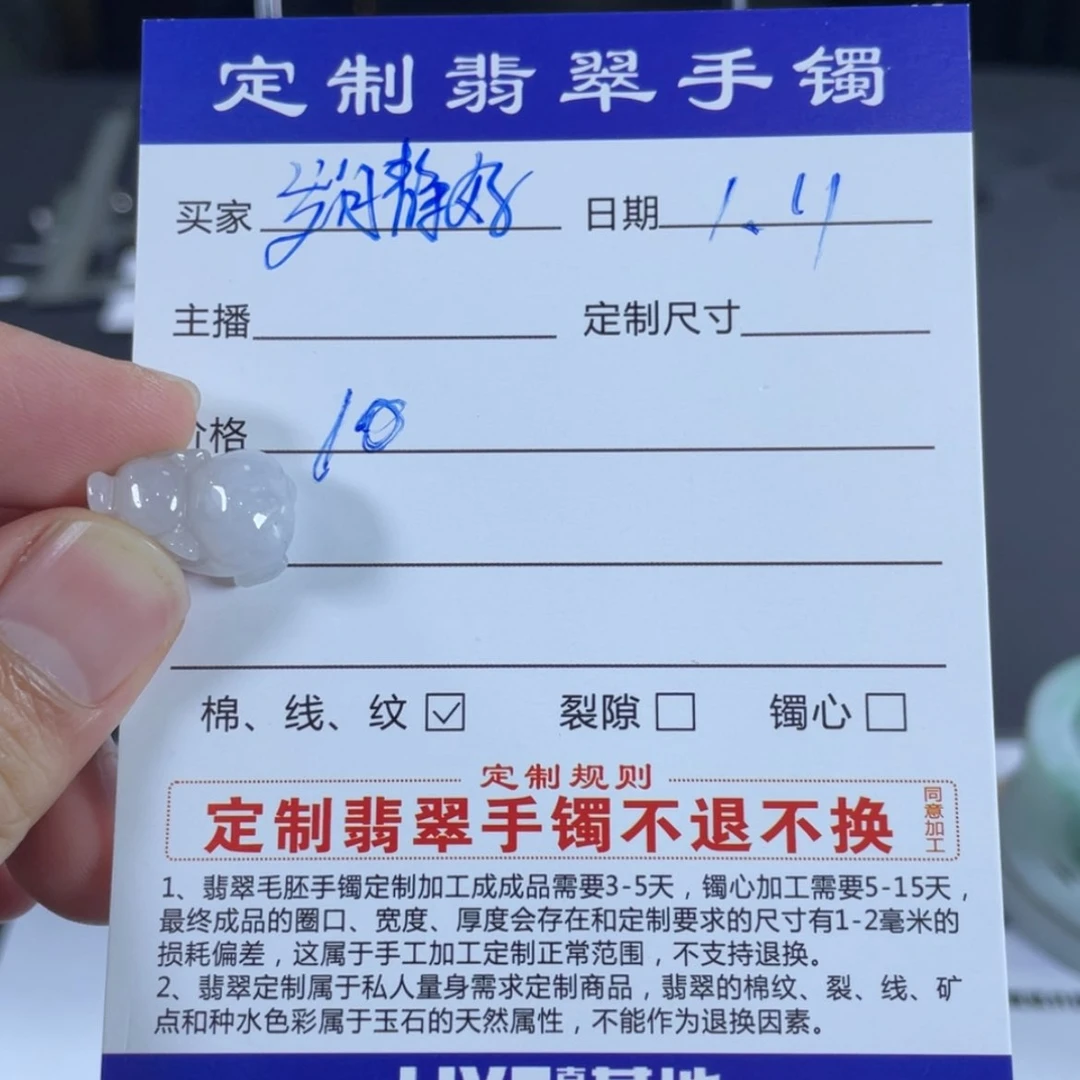 定制翡翠手镯
买家 岁月静好 日期 1.11
主播 定制尺寸
价格 10
棉、线、纹 ☑ 裂隙 □ 镯心 □
定制规则
定制翡翠手镯不退不换 同意加工
1、翡翠毛胚手镯定制加工成成品需要3-5天，镯心加工需要5-15天，
最终成品的圈口、宽度、厚度会存在和定制要求的尺寸有1-2毫米的
损耗偏差，这属于手工加工定制正常范围，不支持退换。
2、翡翠定制属于私人量身需求定制商品，翡翠的棉纹、裂、线、矿
点和种水色彩属于玉石的天然属性，不能作为退换因素。